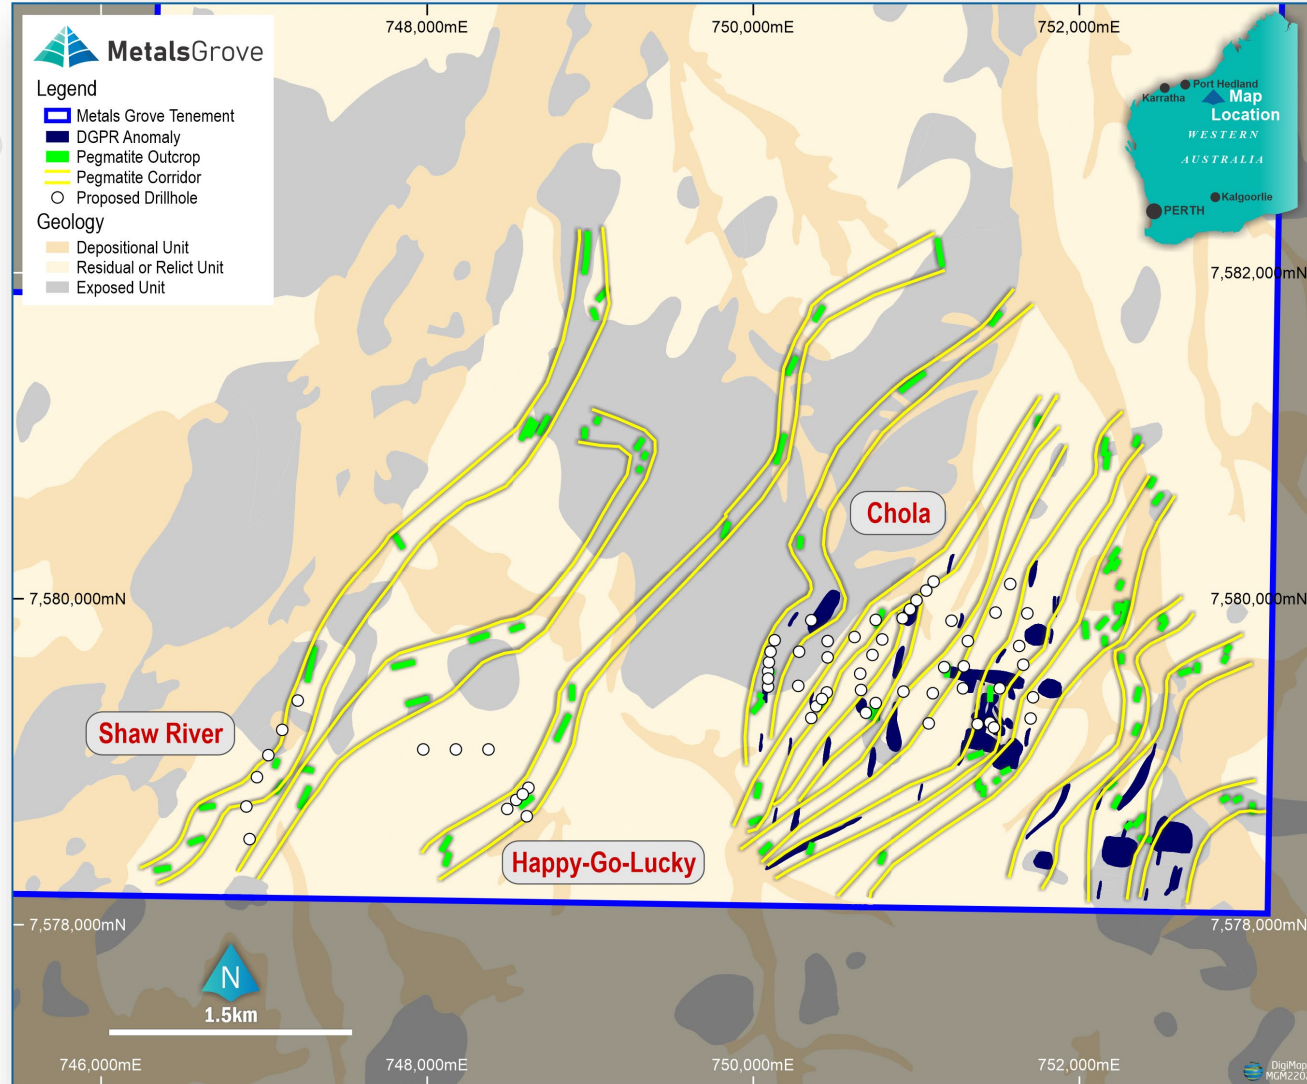 748,000mE
750,000mE
752,000mE
MetalsGrove
Legend
Metals Grove Tenement
DGPR Anomaly
Pegmatite Outcrop
Pegmatite Corridor
Proposed Drillhole
Geology
Depositional Unit
Residual or Relict Unit
Exposed Unit
Port Hedland
Karratha
Map
Location
WESTERN
AUSTRALIA
Kalgoorlie
PERTH
7,582,000mN
Chola
7,580,000mN
7,580,000mN
Shaw River
Happy-Go-Lucky
7,578,000mN
7,578,000mN
N
1.5km
746,000mE
748,000mE
750,000mE
752,000mE
DigiMap